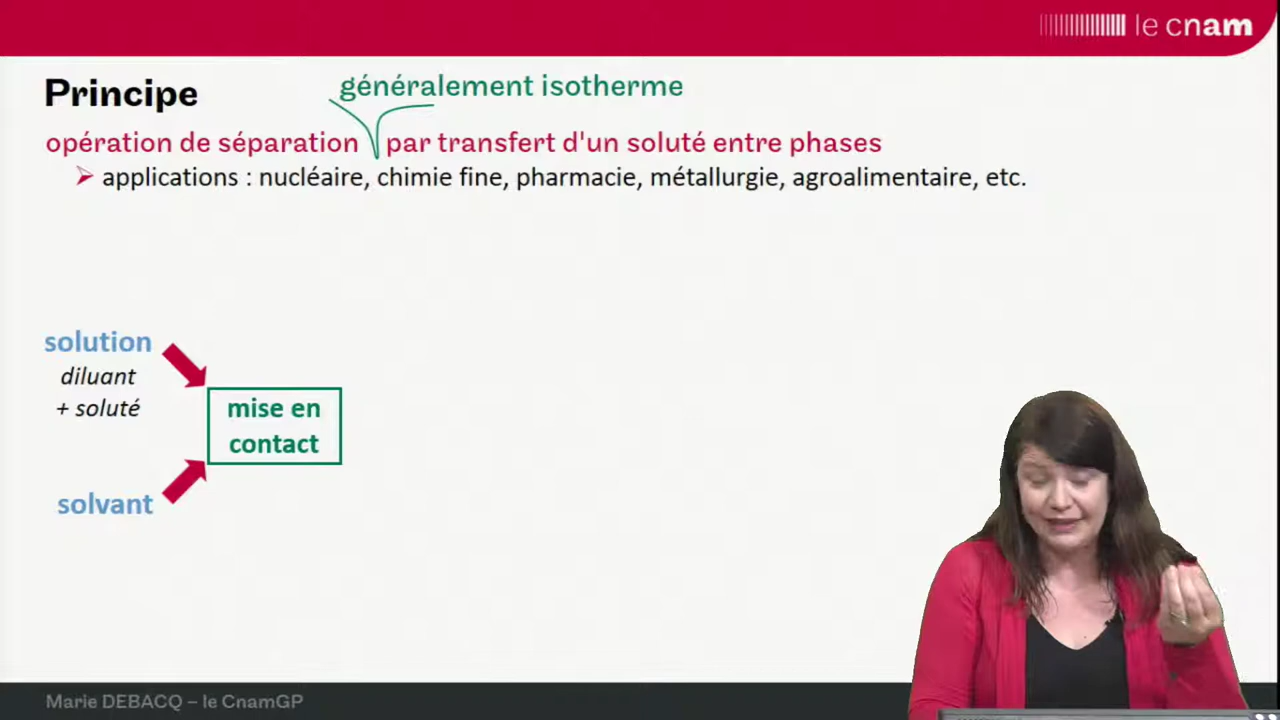 le cnam
Principe
généralement isotherme
opération de séparation par transfert d'un soluté entre phases
applications : nucléaire, chimie fine, pharmacie, métallurgie, agroalimentaire, etc.
solution
diluant
+ soluté
mise en
contact
solvant
Marie DEBACQ – le CnamGP